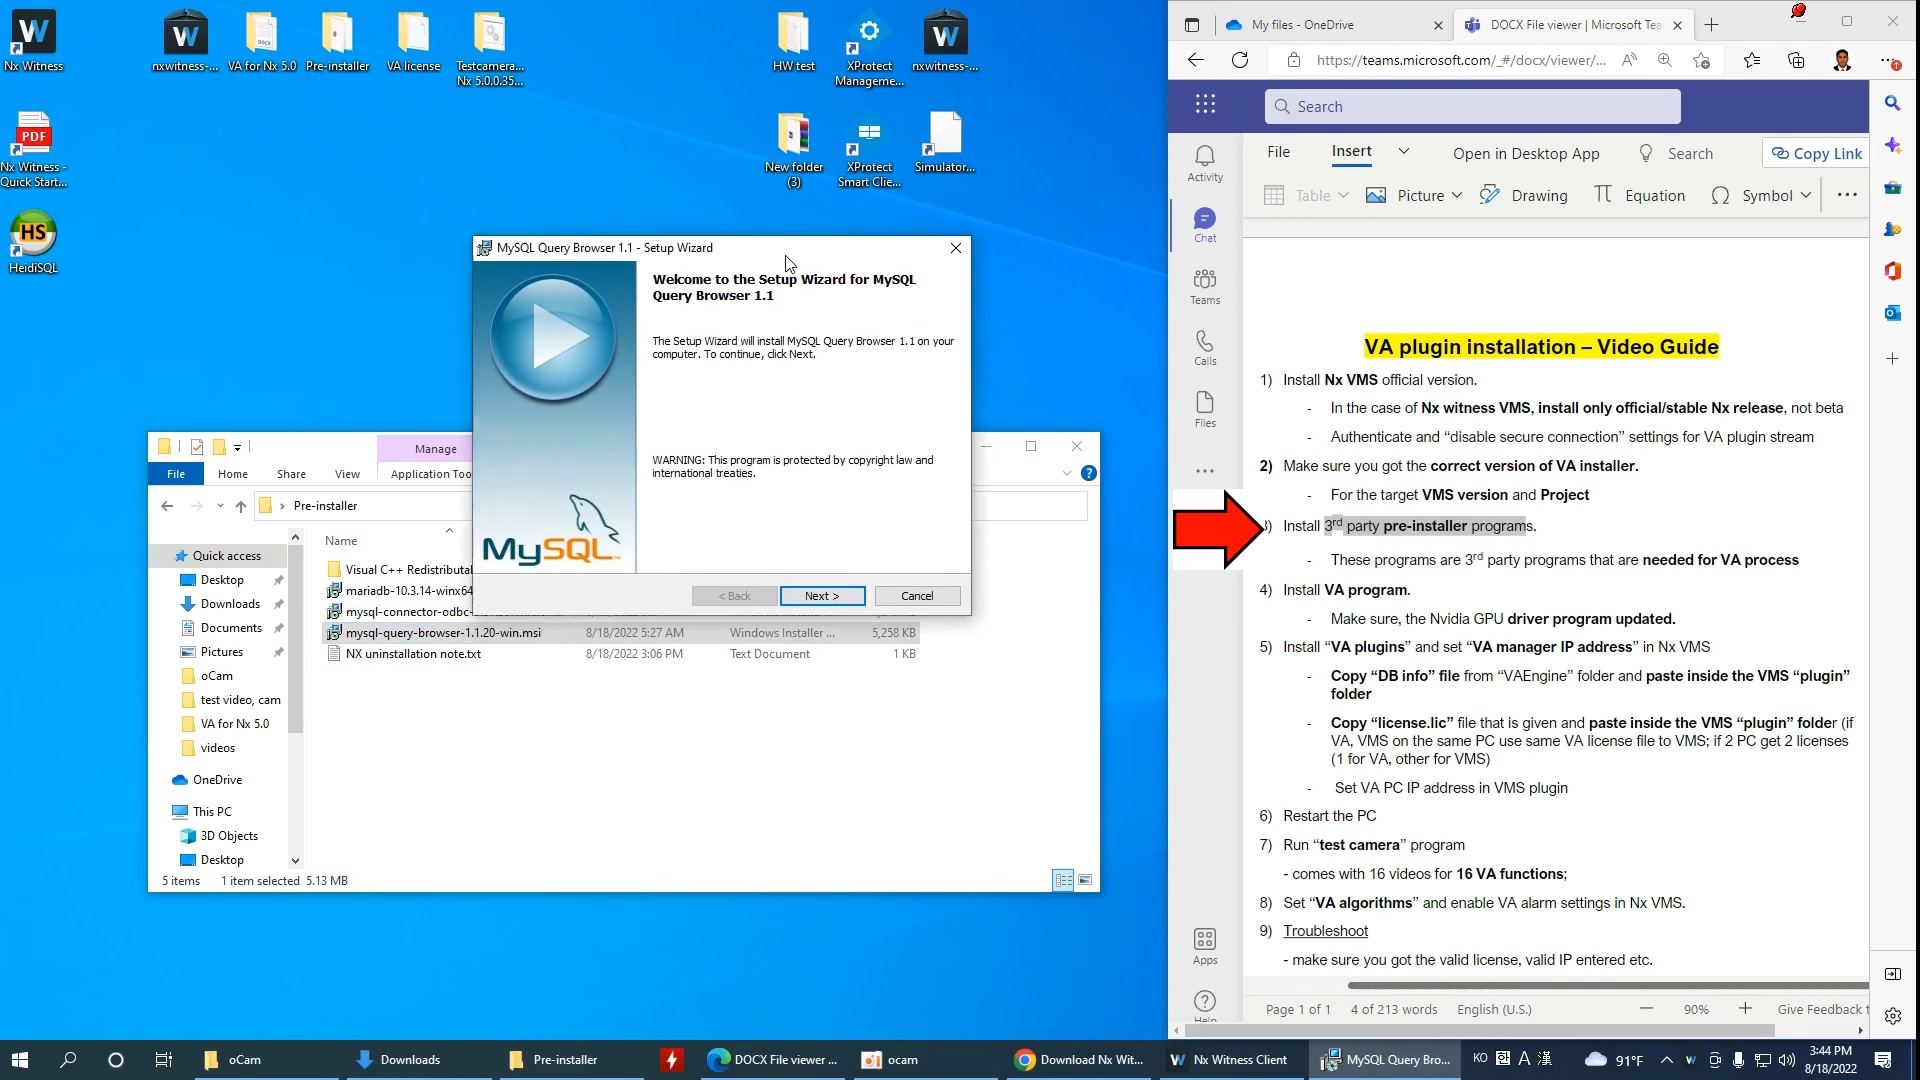 Nx Witness
nxwitness-...
VA for Nx 5.0
Pre-installer
VA license
Testcamera...
Nx 5.0.0.35...
HW test
XProtect
Manageme...
nxwitness-...
PDF
Nx Witness -
Quick Start...
New folder
(3)
XProtect
Smart Clie...
Simulator...
HS
HeidiSQL
MySQL Query Browser 1.1 - Setup Wizard
Welcome to the Setup Wizard for MySQL
Query Browser 1.1
The Setup Wizard will install MySQL Query Browser 1.1 on your
computer. To continue, click Next.
WARNING: This program is protected by copyright law and
international treaties.
MySQL
< Back
Next >
Cancel
Manage
File
Home
Share
View
Application Too
Pre-installer
Name
Quick access
Desktop
Downloads
Documents
Pictures
oCam
test video, cam
VA for Nx 5.0
videos
OneDrive
This PC
3D Objects
Desktop
Visual C++ Redistributal
mariadb-10.3.14-winx64
mysql-connector-odbc-
mysql-query-browser-1.1.20-win.msi 8/18/2022 5:27 AM Windows Installer ... 5,258 KB
NX uninstallation note.txt 8/18/2022 3:06 PM Text Document 1 KB
5 items 1 item selected 5.13 MB
My files - OneDrive
DOCX File viewer | Microsoft Tea
https://teams.microsoft.com/_#/docx/viewer/...
Search
Activity
Chat
Teams
Calls
Files
Apps
Help
File
Insert
Open in Desktop App
Search
Copy Link
Table
Picture
Drawing
Equation
Symbol
VA plugin installation – Video Guide
1) Install Nx VMS official version.
- In the case of Nx witness VMS, install only official/stable Nx release, not beta
- Authenticate and “disable secure connection” settings for VA plugin stream
2) Make sure you got the correct version of VA installer.
- For the target VMS version and Project
) Install 3rd party pre-installer programs.
- These programs are 3rd party programs that are needed for VA process
4) Install VA program.
- Make sure, the Nvidia GPU driver program updated.
5) Install “VA plugins” and set “VA manager IP address” in Nx VMS
- Copy “DB info” file from “VAEngine” folder and paste inside the VMS “plugin”
folder
- Copy “license.lic” file that is given and paste inside the VMS “plugin” folder (if
VA, VMS on the same PC use same VA license file to VMS; if 2 PC get 2 licenses
(1 for VA, other for VMS)
- Set VA PC IP address in VMS plugin
6) Restart the PC
7) Run “test camera” program
- comes with 16 videos for 16 VA functions;
8) Set “VA algorithms” and enable VA alarm settings in Nx VMS.
9) Troubleshoot
- make sure you got the valid license, valid IP entered etc.
Page 1 of 1 4 of 213 words English (U.S.) 90% Give Feedback t
oCam
Downloads
Pre-installer
DOCX File viewer ...
ocam
Download Nx Wit...
Nx Witness Client
MySQL Query Bro...
KO
A 漢
91°F
3:44 PM
8/18/2022